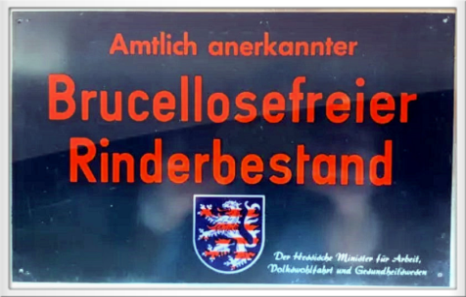 Amtlich anerkannter
Brucellosefreier
Rinderbestand
Der Hessische Minister für Arbeit,
Volkswohlfahrt und Gesundheitswesen